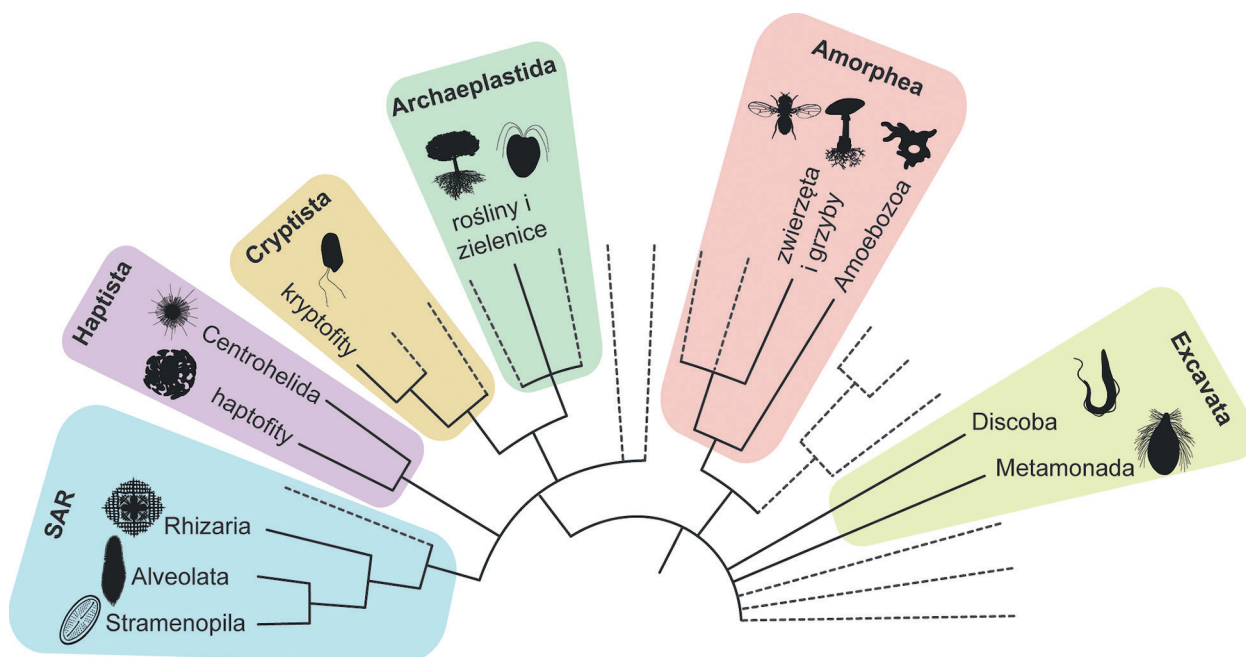 SAR
Rhizaria
Alveolata
Stramenopila
Haptista
Centrohelida
haptofity
Cryptista
kryptofity
Archaeplastida
rośliny i
zielenice
Amorphea
zwierzęta
i grzyby
Amoebozoa
Excavata
Discoba
Metamonada